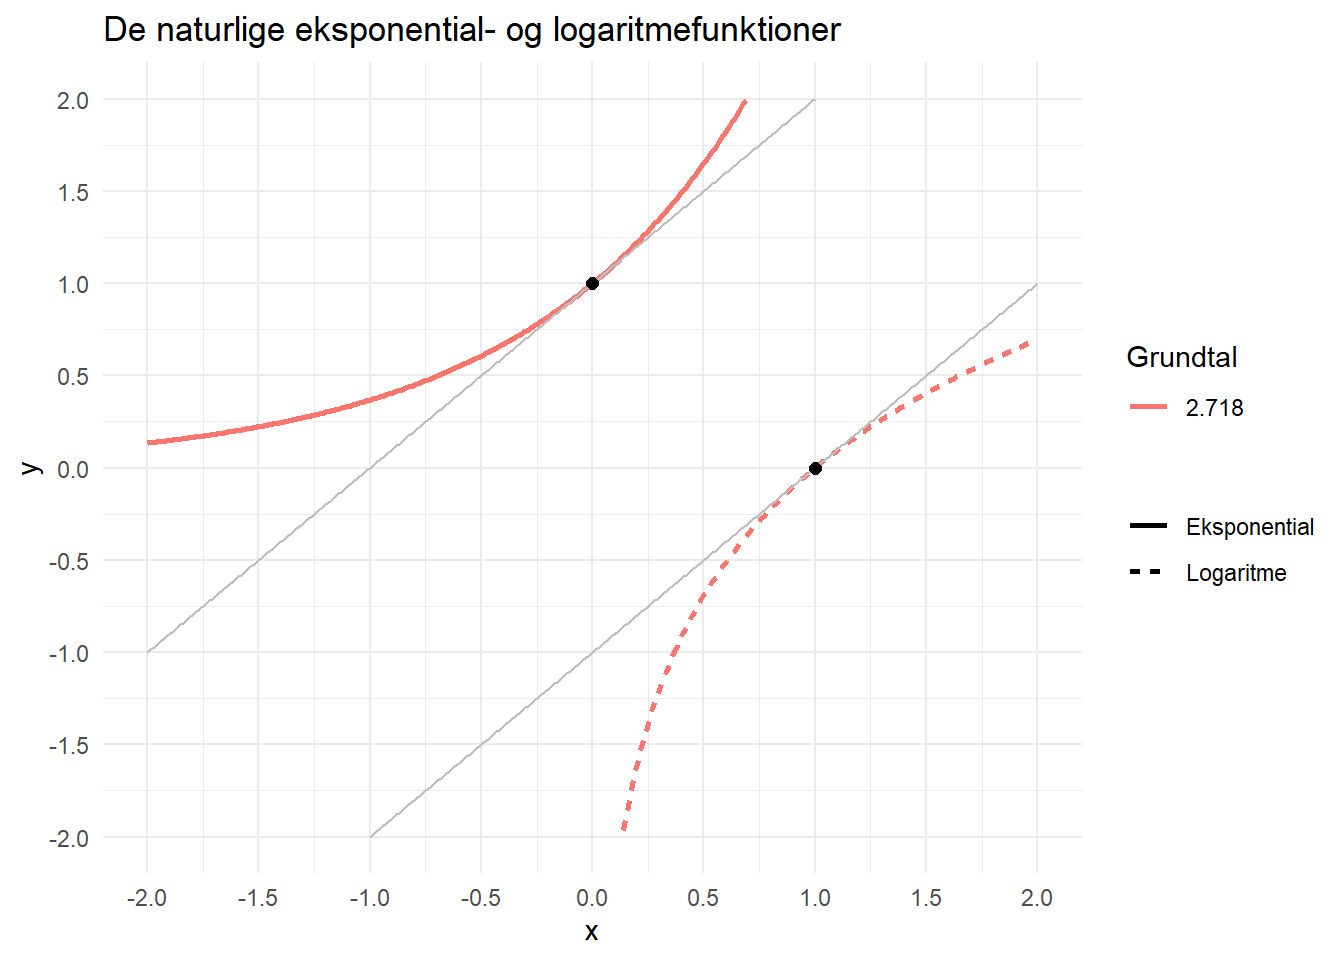 De naturlige eksponential- og logaritmefunktioner
2.0
1.5
1.0
0.5
0.0
-0.5
-1.0
-1.5
-2.0
y
-2.0 -1.5 -1.0 -0.5 0.0 0.5 1.0 1.5 2.0
x
Grundtal
2.718
Eksponential
Logaritme